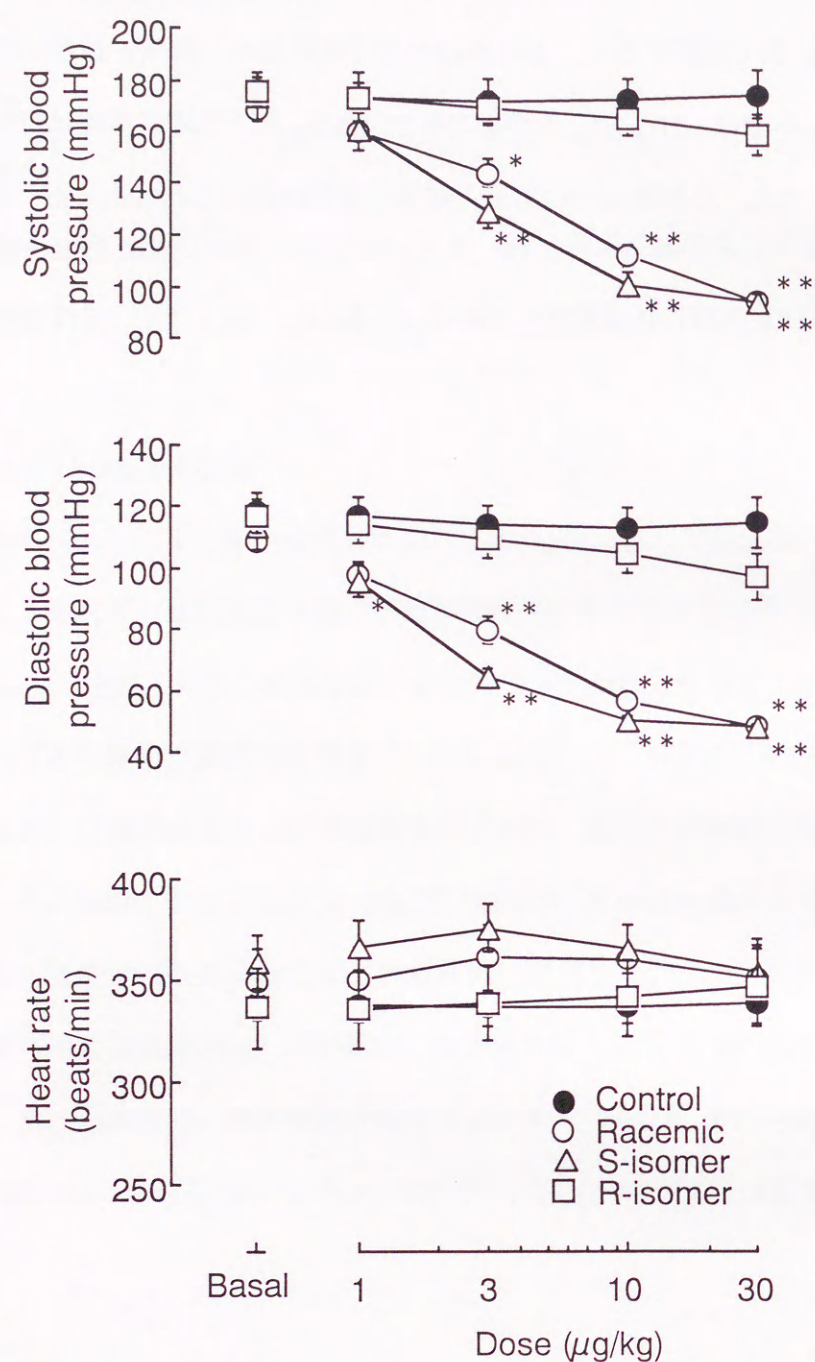 Systolic blood
pressure (mmHg)
200
180
160
140
120
100
80
*
* *
* *
* *
* *
* *
Diastolic blood
pressure (mmHg)
140
120
100
80
60
40
*
* *
* *
* *
* *
* *
* *
Heart rate
(beats/min)
400
350
300
250
Control
Racemic
S-isomer
R-isomer
Basal 1 3 10 30
Dose (μg/kg)